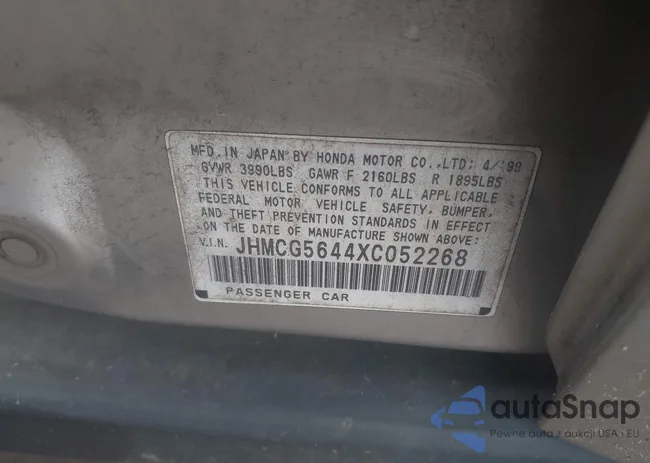 MFD. IN JAPAN BY HONDA MOTOR CO., LTD: 4/99
GVWR 3990LBS GAWR F 2160LBS R 1895LBS
THIS VEHICLE CONFORMS TO ALL APPLICABLE
FEDERAL MOTOR VEHICLE SAFETY, BUMPER,
AND THEFT PREVENTION STANDARDS IN EFFECT
ON THE DATE OF MANUFACTURE SHOWN ABOVE:
V.I.N. JHMCG5644XC052268
PASSENGER CAR
autoSnap
Pewne auto z aukcji USA i EU